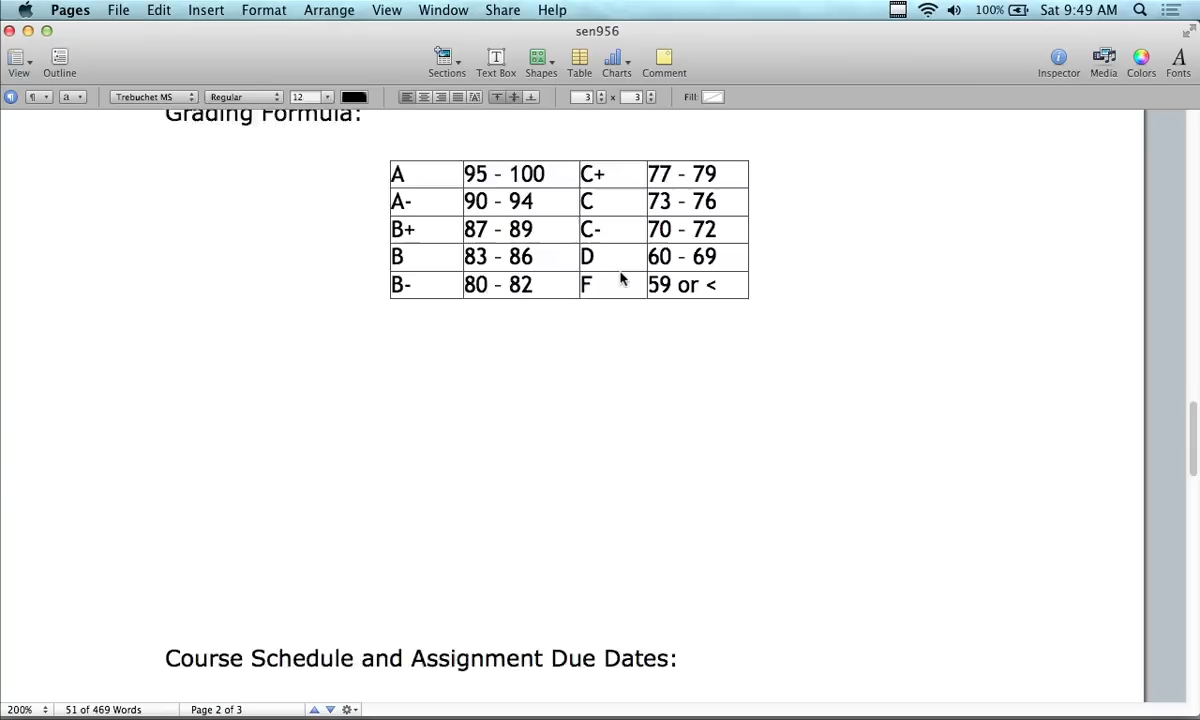 Pages File Edit Insert Format Arrange View Window Share Help 100% Sat 9:49 AM
sen956
View Outline Sections Text Box Shapes Table Charts Comment Inspector Media Colors Fonts
¶ a Trebuchet MS Regular 12 3 x 3 Fill:
Grading Formula:
A 95 - 100 C+ 77 - 79
A- 90 - 94 C 73 - 76
B+ 87 - 89 C- 70 - 72
B 83 - 86 D 60 - 69
B- 80 - 82 F 59 or <
Course Schedule and Assignment Due Dates:
200% 51 of 469 Words Page 2 of 3